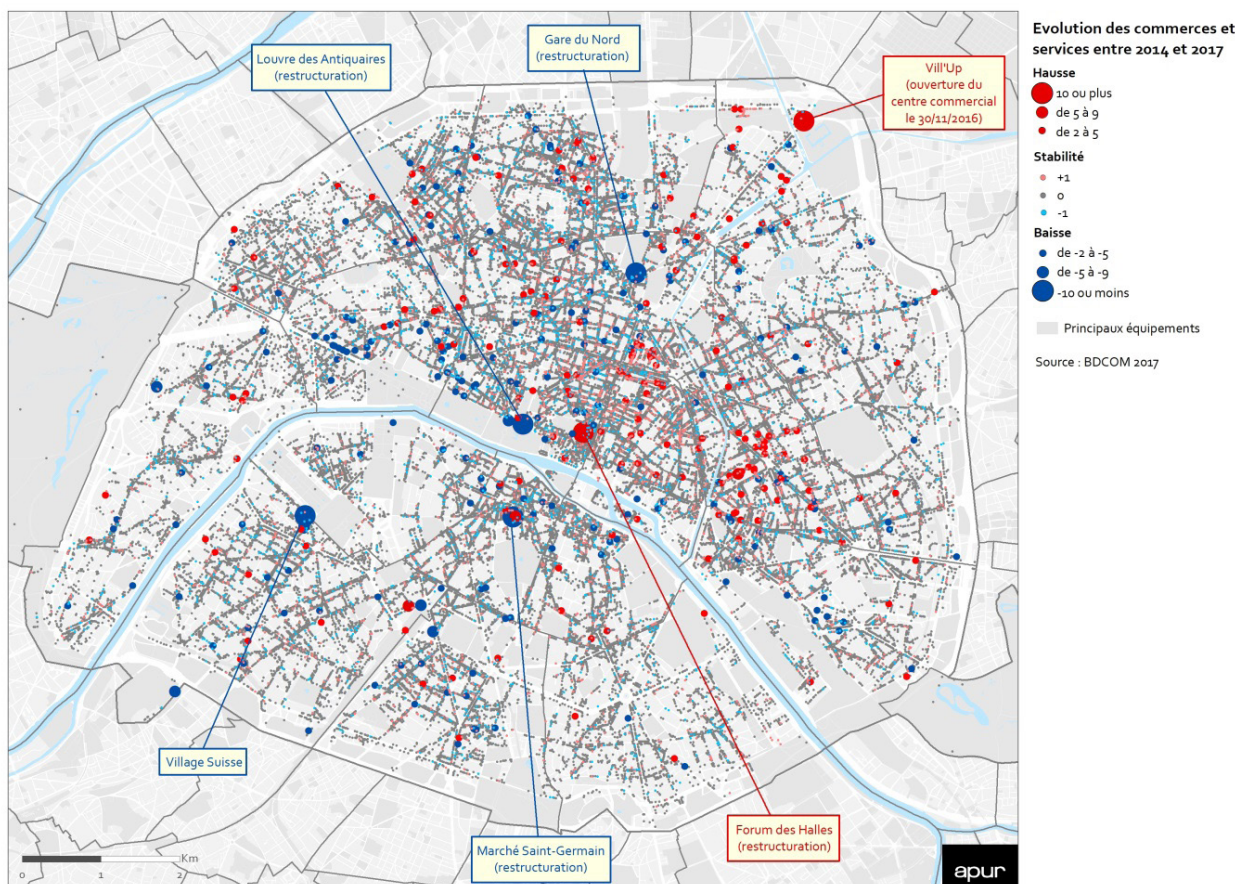 Louvre des Antiquaires
(restructuration)
Gare du Nord
(restructuration)
Vill'Up
(ouverture du
centre commercial
le 30/11/2016)
Village Suisse
Marché Saint-Germain
(restructuration)
Forum des Halles
(restructuration)
Km
0 1 2
apur
Evolution des commerces et
services entre 2014 et 2017
Hausse
10 ou plus
de 5 à 9
de 2 à 5
Stabilité
+1
0
-1
Baisse
de -2 à -5
de -5 à -9
-10 ou moins
Principaux équipements
Source : BDCOM 2017